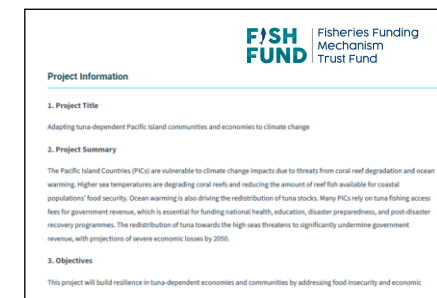 FISH FUND
Fisheries Funding
Mechanism
Trust Fund
Project Information
1. Project Title
Adapting tuna-dependent Pacific Island communities and economies to climate change
2. Project Summary
The Pacific Island Countries (PICs) are vulnerable to climate change impacts due to threats from coral reef degradation and ocean
warming. Higher sea temperatures are degrading coral reefs and reducing the amount of reef fish available for coastal
populations' food security. Ocean warming is also driving the redistribution of tuna stocks. Many PICs rely on tuna fishing access
fees for government revenue, which is essential for funding national health, education, disaster preparedness, and post-disaster
recovery programmes. The redistribution of tuna towards the high seas threatens to significantly undermine government
revenue, with projections of severe economic losses by 2050.
3. Objectives
This project will build resilience in tuna-dependent economies and communities by addressing food insecurity and economic